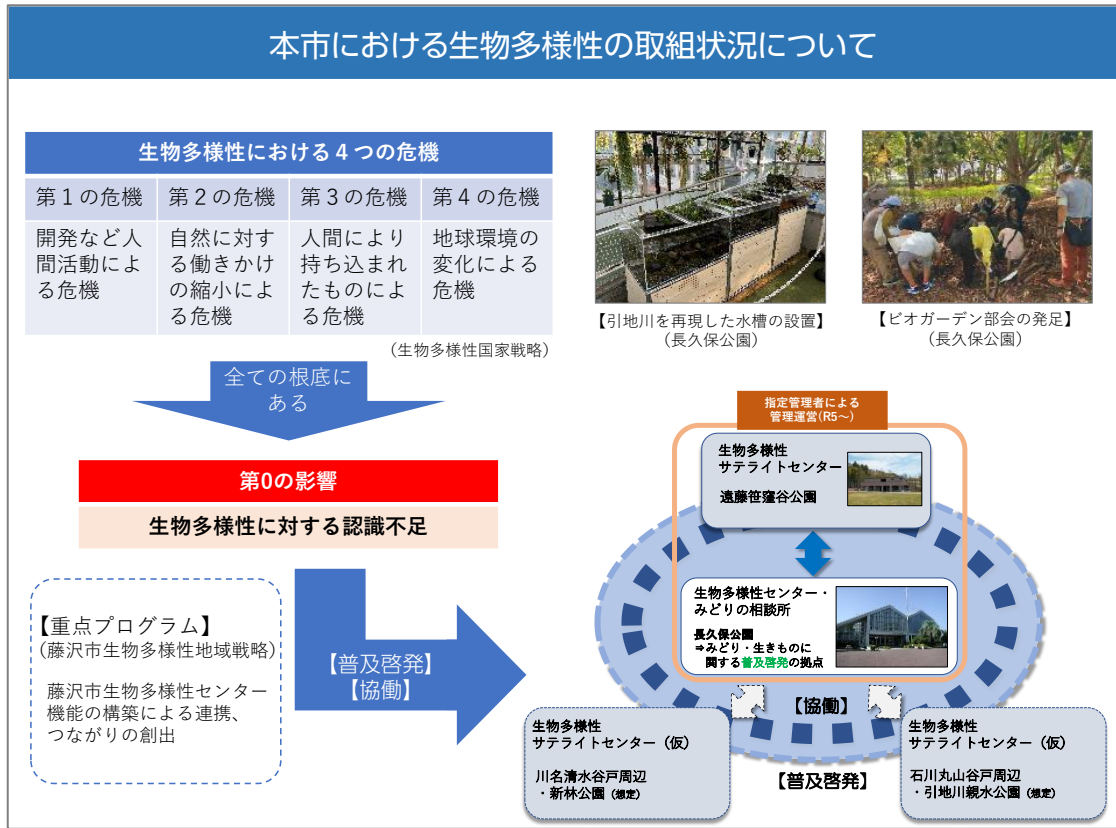 本市における生物多様性の取組状況について
生物多様性における４つの危機
第１の危機
第２の危機
第３の危機
第４の危機
開発など人
間活動によ
る危機
自然に対す
る働きかけ
の縮小によ
る危機
人間により
持ち込まれ
たものによ
る危機
地球環境の
変化による
危機
(生物多様性国家戦略)
全ての根底に
ある
第0の影響
生物多様性に対する認識不足
【重点プログラム】
(藤沢市生物多様性地域戦略)
藤沢市生物多様性センター
機能の構築による連携、
つながりの創出
【普及啓発】
【協働】
【引地川を再現した水槽の設置】
(長久保公園)
【ビオガーデン部会の発足】
(長久保公園)
指定管理者による
管理運営(R5～)
生物多様性
サテライトセンター
遠藤笹窪谷公園
生物多様性センター・
みどりの相談所
長久保公園
⇒みどり・生きものに
関する普及啓発の拠点
【協働】
生物多様性
サテライトセンター（仮）
川名清水谷戸周辺
・新林公園（想定）
【普及啓発】
生物多様性
サテライトセンター（仮）
石川丸山谷戸周辺
・引地川親水公園（想定）